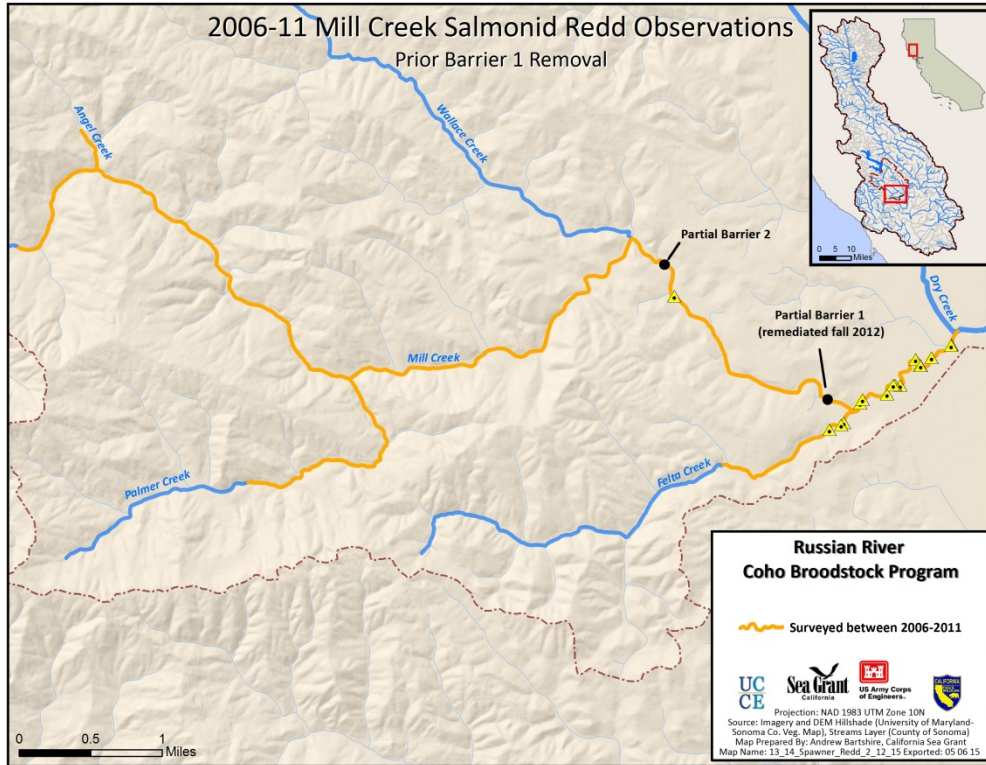 2006-11 Mill Creek Salmonid Redd Observations
Prior Barrier 1 Removal
Angel Creek
Wallace Creek
Partial Barrier 2
Partial Barrier 1
(remediated fall 2012)
Dry Creek
Mill Creek
Palmer Creek
Felta Creek
0 5 10
Miles
Russian River
Coho Broodstock Program
Surveyed between 2006-2011
UC
CE
Sea Grant
California
US Army Corps
of Engineers
CALIFORNIA
Projection: NAD 1983 UTM Zone 10N
Source: Imagery and DEM Hillshade (University of Maryland-
Sonoma Co. Veg. Map), Streams Layer (County of Sonoma)
Map Prepared By: Andrew Bartshire, California Sea Grant
Map Name: 13_14_Spawner_Redd_2_12_15 Exported: 05 06 15
0 0.5 1
Miles